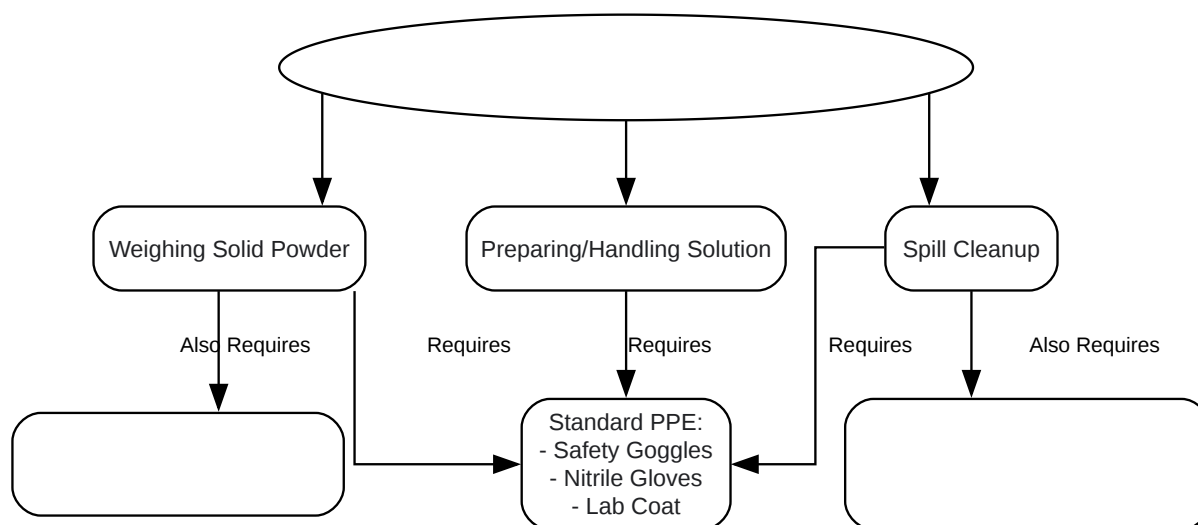 Weighing Solid Powder
Preparing/Handling Solution
Spill Cleanup
Also Requires
Requires
Requires
Requires
Also Requires
Standard PPE:
- Safety Goggles
- Nitrile Gloves
- Lab Coat